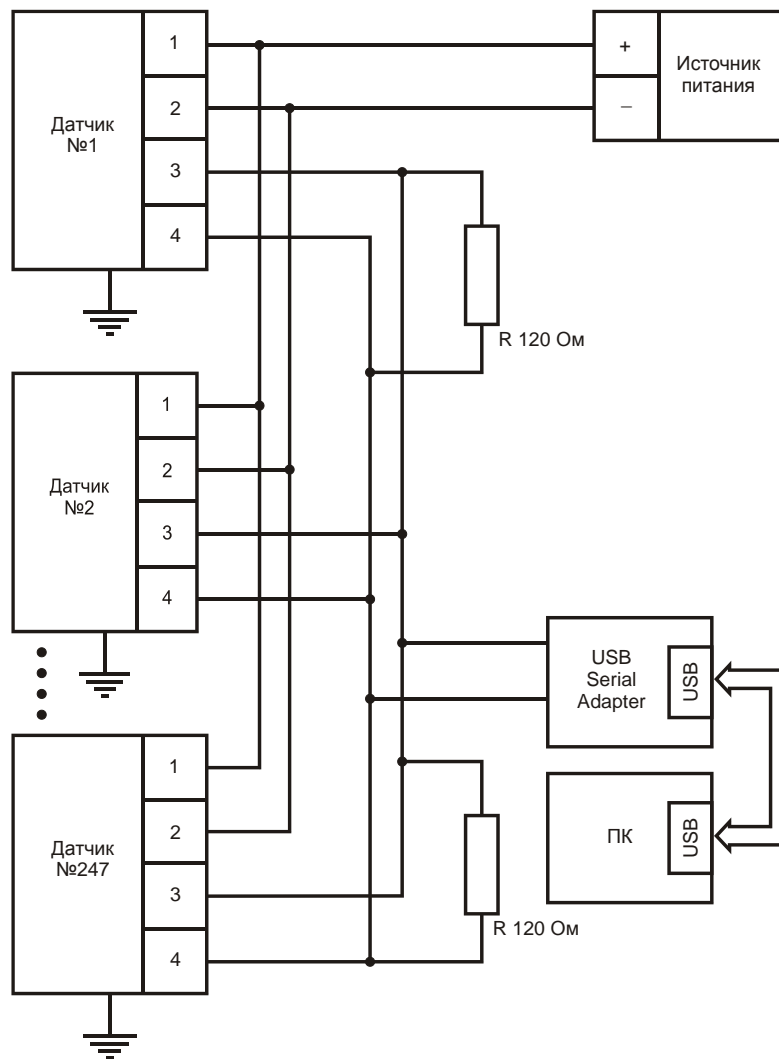 1
+
Источник
питания
2
–
Датчик
№1
3
4
R 120 Ом
1
2
Датчик
№2
3
4
USB
Serial
Adapter
USB
1
2
ПК
USB
Датчик
№247
3
R 120 Ом
4